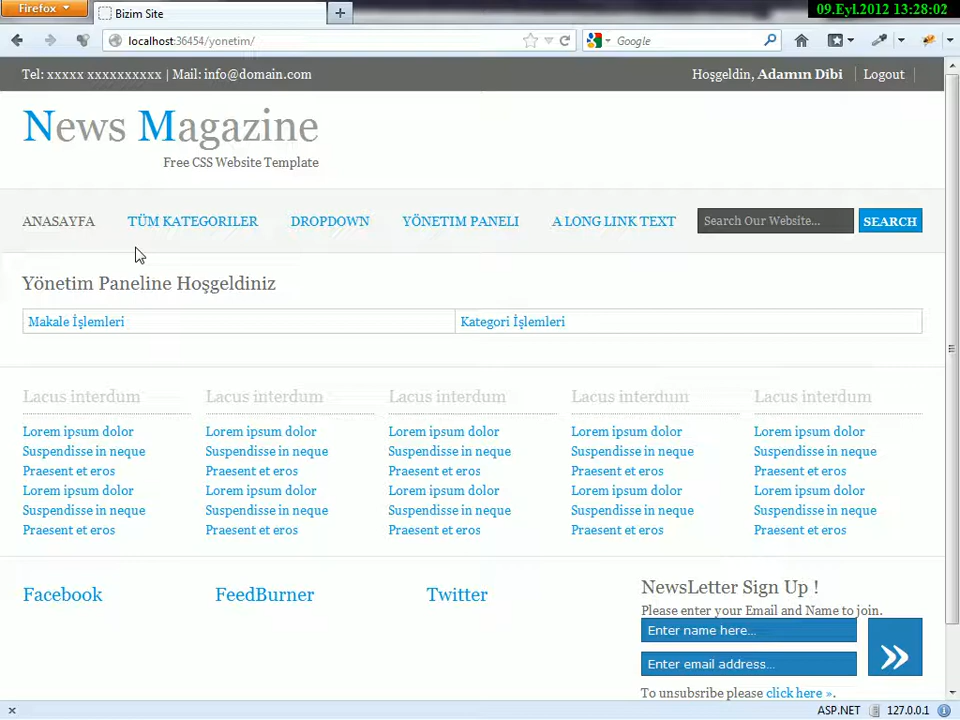 Firefox
Bizim Site
09.Eyl.2012 13:28:02
localhost:36454/yonetim/
Google
Tel: xxxxx xxxxxxxxxx | Mail: info@domain.com
Hoşgeldin, Adamın Dibi
Logout
News Magazine
Free CSS Website Template
ANASAYFA TÜM KATEGORILER DROPDOWN YÖNETIM PANELI A LONG LINK TEXT
Search Our Website...
SEARCH
Yönetim Paneline Hoşgeldiniz
Makale İşlemleri Kategori İşlemleri
Lacus interdum Lacus interdum Lacus interdum Lacus interdum Lacus interdum
Lorem ipsum dolor Lorem ipsum dolor Lorem ipsum dolor Lorem ipsum dolor Lorem ipsum dolor
Suspendisse in neque Suspendisse in neque Suspendisse in neque Suspendisse in neque Suspendisse in neque
Praesent et eros Praesent et eros Praesent et eros Praesent et eros Praesent et eros
Lorem ipsum dolor Lorem ipsum dolor Lorem ipsum dolor Lorem ipsum dolor Lorem ipsum dolor
Suspendisse in neque Suspendisse in neque Suspendisse in neque Suspendisse in neque Suspendisse in neque
Praesent et eros Praesent et eros Praesent et eros Praesent et eros Praesent et eros
Facebook FeedBurner Twitter
NewsLetter Sign Up !
Please enter your Email and Name to join.
Enter name here...
Enter email address...
»
To unsubsribe please click here ».
ASP.NET 127.0.0.1